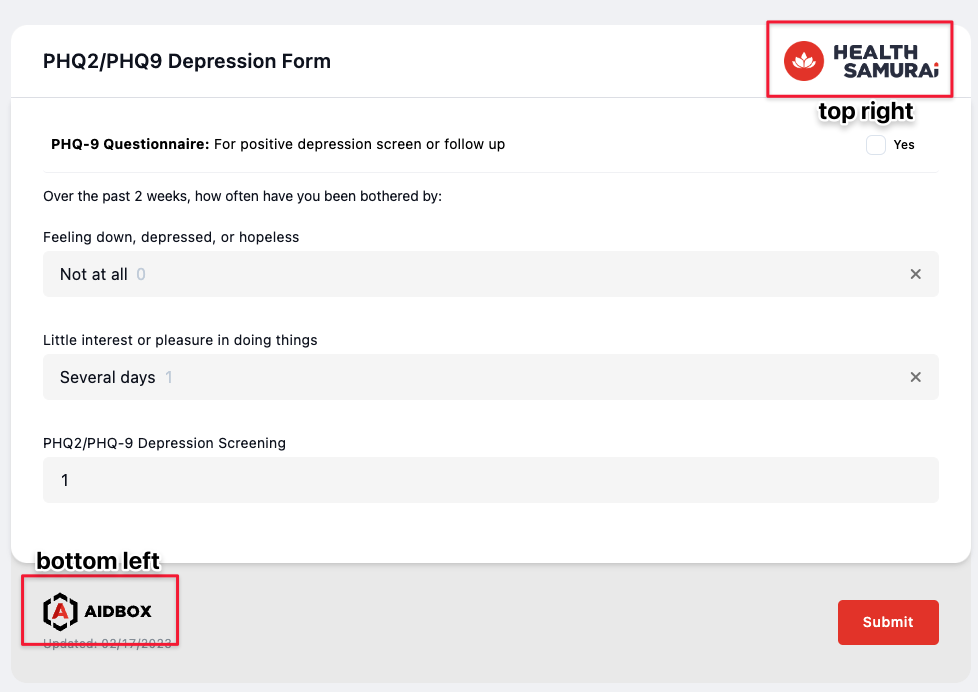 PHQ2/PHQ9 Depression Form
HEALTH
SAMURAi
top right
PHQ-9 Questionnaire: For positive depression screen or follow up
Yes
Over the past 2 weeks, how often have you been bothered by:
Feeling down, depressed, or hopeless
Not at all 0
Little interest or pleasure in doing things
Several days 1
PHQ2/PHQ-9 Depression Screening
1
bottom left
AIDBOX
Updated: 02/17/2023
Submit